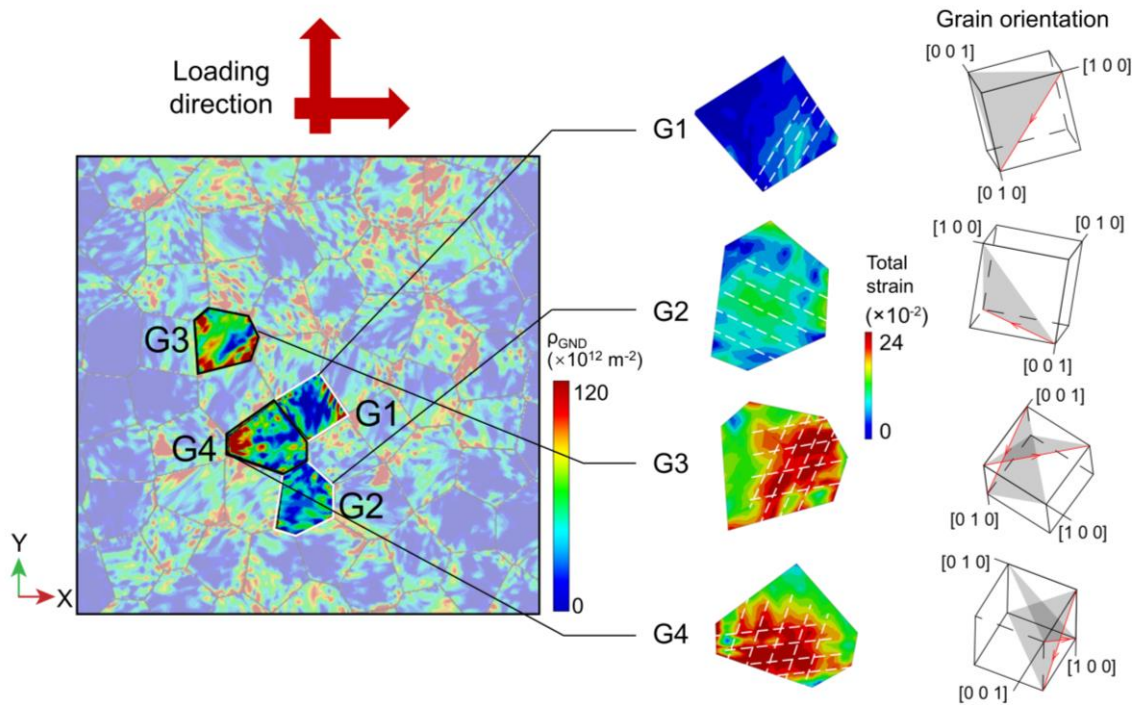 Grain orientation
Loading
direction
G1
[0 0 1]
[1 0 0]
[0 1 0]
G2
[1 0 0]
[0 1 0]
[0 0 1]
Total
strain
(×10⁻²)
24
0
ρGND
(×10¹² m⁻²)
120
0
G3
G1
G4
G2
G3
[0 0 1]
[0 1 0]
[1 0 0]
G4
[0 1 0]
[1 0 0]
[0 0 1]
Y
X